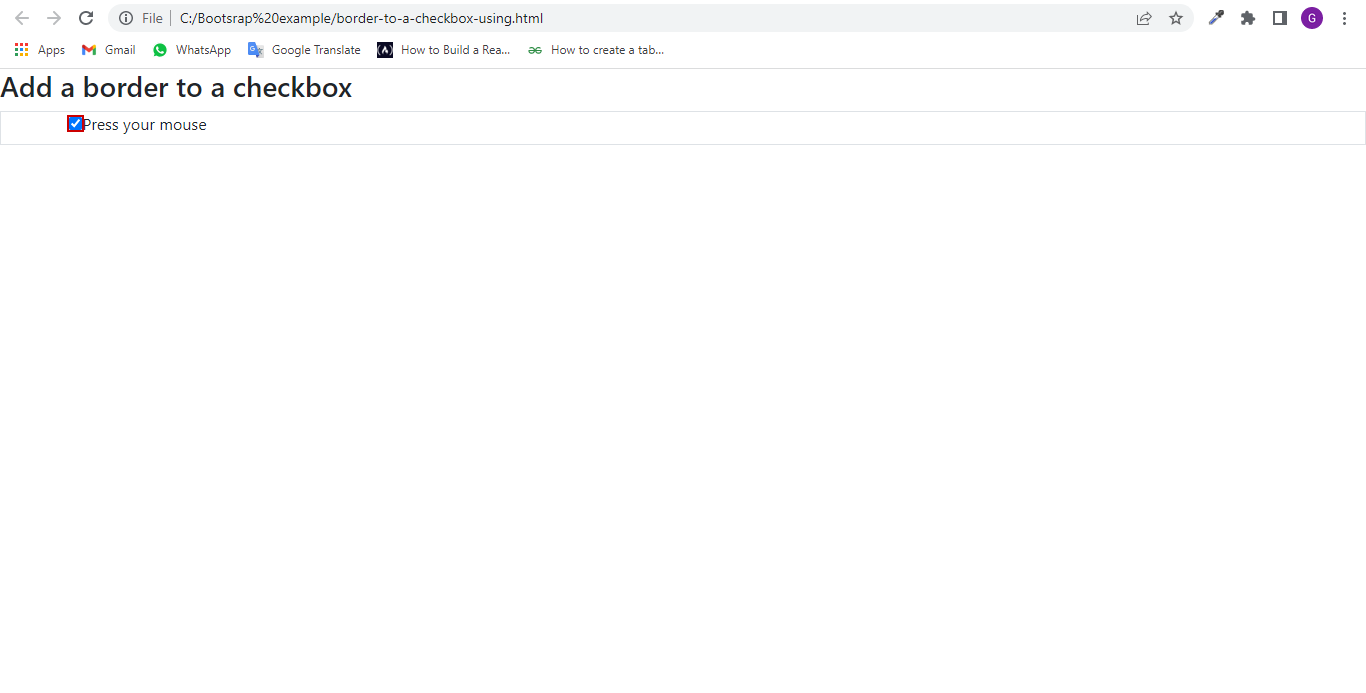 File | C:/Bootsrap%20example/border-to-a-checkbox-using.html G
Apps Gmail WhatsApp Google Translate How to Build a Rea... How to create a tab...
Add a border to a checkbox
Press your mouse